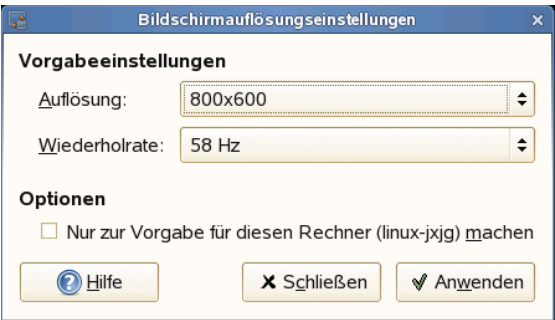 Bildschirmauflösungseinstellungen
Vorgabeeinstellungen
Auflösung: 800x600
Wiederholrate: 58 Hz
Optionen
Nur zur Vorgabe für diesen Rechner (linux-jxjg) machen
Hilfe Schließen Anwenden